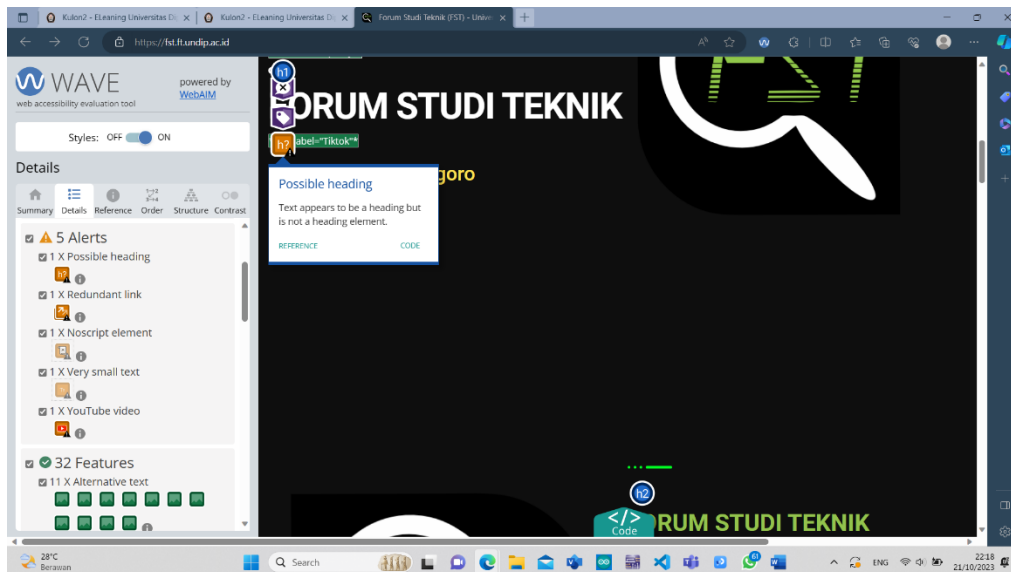 Kulon2 - ELeaning Universitas Di
Kulon2 - ELeaning Universitas Di
Forum Studi Teknik (FST) - Univer
https://fst.ft.undip.ac.id
WAVE
web accessibility evaluation tool
powered by
WebAIM
Styles: OFF ON
Details
Summary Details Reference Order Structure Contrast
5 Alerts
1 X Possible heading
h?
1 X Redundant link
1 X Noscript element
1 X Very small text
1 X YouTube video
32 Features
11 X Alternative text
h1
FORUM STUDI TEKNIK
h?
abel="Tiktok"*
goro
Possible heading
Text appears to be a heading but
is not a heading element.
REFERENCE CODE
FST
h2
</>
Code
RUM STUDI TEKNIK
28°C
Berawan
Search
ENG
22:18
21/10/2023